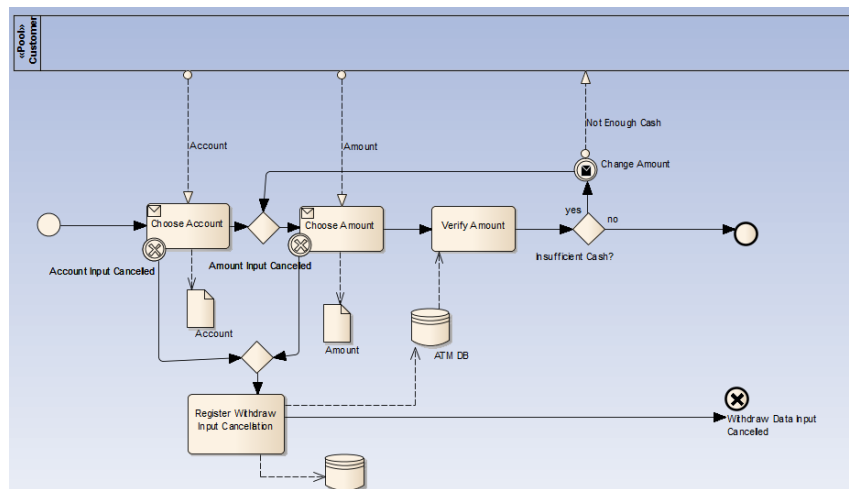 «Pool»
Customer
Account
Amount
Not Enough Cash
Change Amount
Choose Account
Choose Amount
Verify Amount
yes
no
Insufficient Cash?
Account Input Cancelled
Amount Input Cancelled
Account
Amount
ATM DB
Register Withdraw
Input Cancellation
Withdraw Data Input
Cancelled